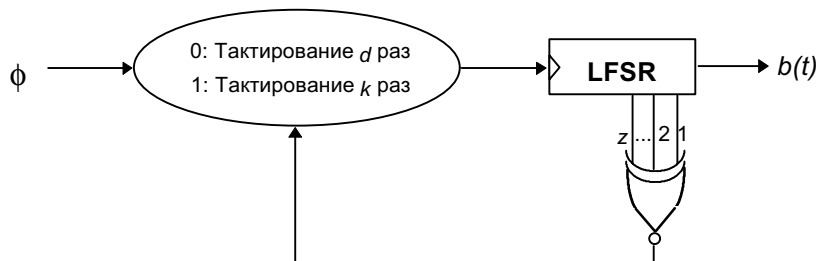 0: Тактирование d раз
1: Тактирование k раз
ϕ
LFSR
b(t)
z ... 2 1